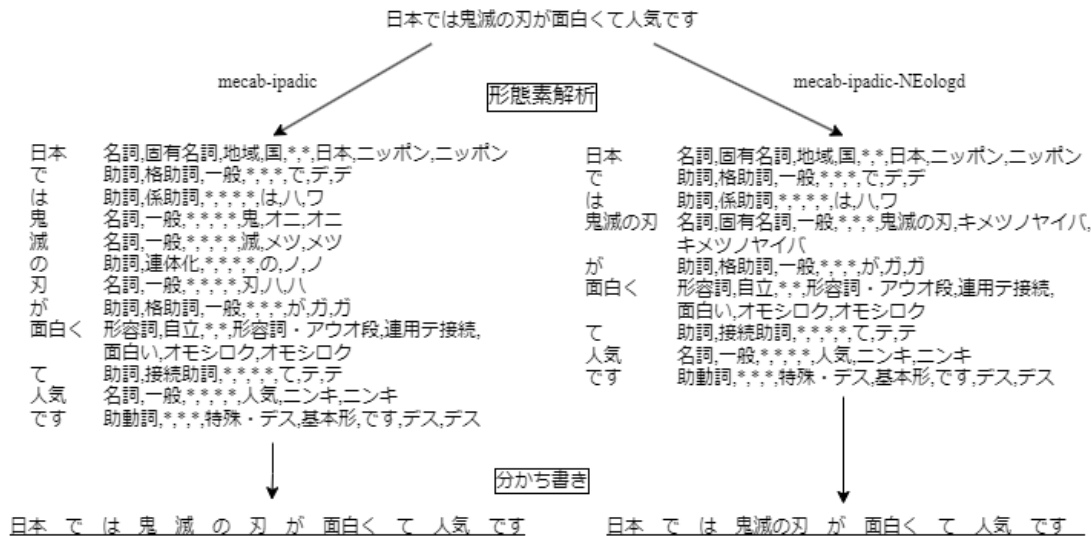 日本では鬼滅の刃が面白くて人気です
mecab-ipadic
mecab-ipadic-NEologd
形態素解析
日本 名詞,固有名詞,地域,国,*,*,日本,ニッポン,ニッポン
で 助詞,格助詞,一般,*,*,*,で,デ,デ
は 助詞,係助詞,*,*,*,*,は,ハ,ワ
鬼 名詞,一般,*,*,*,*,鬼,オニ,オニ
滅 名詞,一般,*,*,*,*,滅,メツ,メツ
の 助詞,連体化,*,*,*,*,の,ノ,ノ
刃 名詞,一般,*,*,*,*,刃,ハ,ハ
が 助詞,格助詞,一般,*,*,*,が,ガ,ガ
面白く 形容詞,自立,*,*,形容詞・アウオ段,連用テ接続,
面白い,オモシロク,オモシロク
て 助詞,接続助詞,*,*,*,*,て,テ,テ
人気 名詞,一般,*,*,*,*,人気,ニンキ,ニンキ
です 助動詞,*,*,*,特殊・デス,基本形,です,デス,デス
日本 名詞,固有名詞,地域,国,*,*,日本,ニッポン,ニッポン
で 助詞,格助詞,一般,*,*,*,で,デ,デ
は 助詞,係助詞,*,*,*,*,は,ハ,ワ
鬼滅の刃 名詞,固有名詞,一般,*,*,*,鬼滅の刃,キメツノヤイバ,
キメツノヤイバ
が 助詞,格助詞,一般,*,*,*,が,ガ,ガ
面白く 形容詞,自立,*,*,形容詞・アウオ段,連用テ接続,
面白い,オモシロク,オモシロク
て 助詞,接続助詞,*,*,*,*,て,テ,テ
人気 名詞,一般,*,*,*,*,人気,ニンキ,ニンキ
です 助動詞,*,*,*,特殊・デス,基本形,です,デス,デス
分かち書き
日本 で は 鬼 滅 の 刃 が 面白く て 人気 です
日本 で は 鬼滅の刃 が 面白く て 人気 です